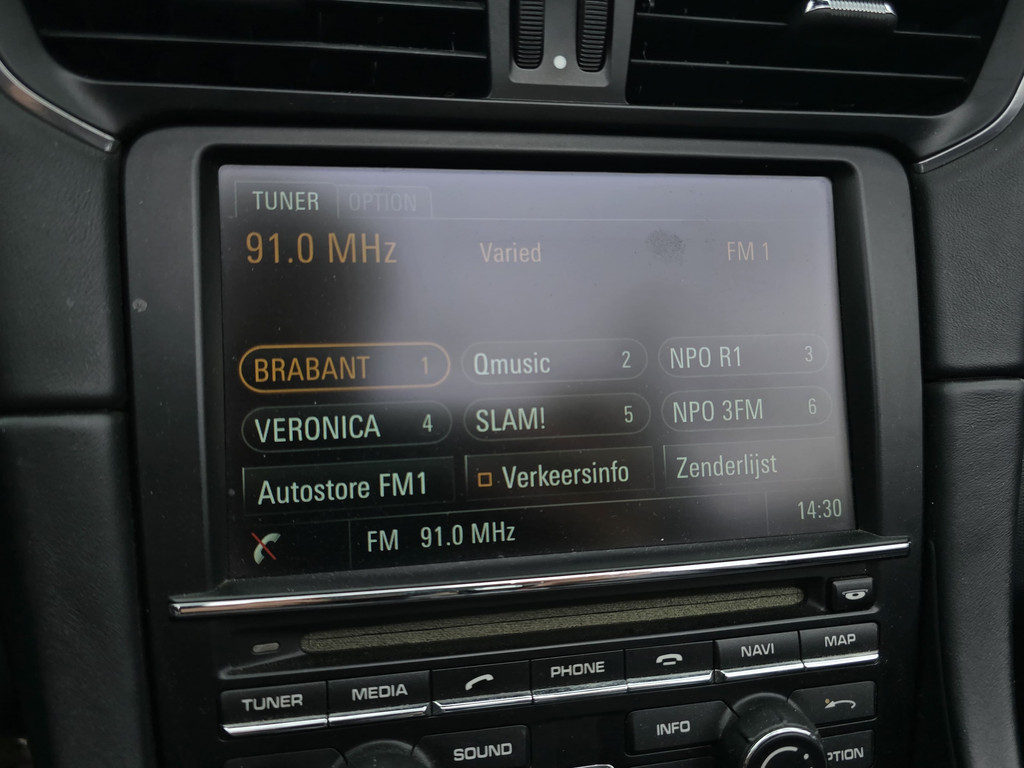 TUNER OPTION
91.0 MHz Varied FM 1
BRABANT 1 Qmusic 2 NPO R1 3
VERONICA 4 SLAM! 5 NPO 3FM 6
Autostore FM1 Verkeersinfo Zenderlijst
FM 91.0 MHz 14:30
TUNER MEDIA PHONE NAVI MAP
SOUND INFO